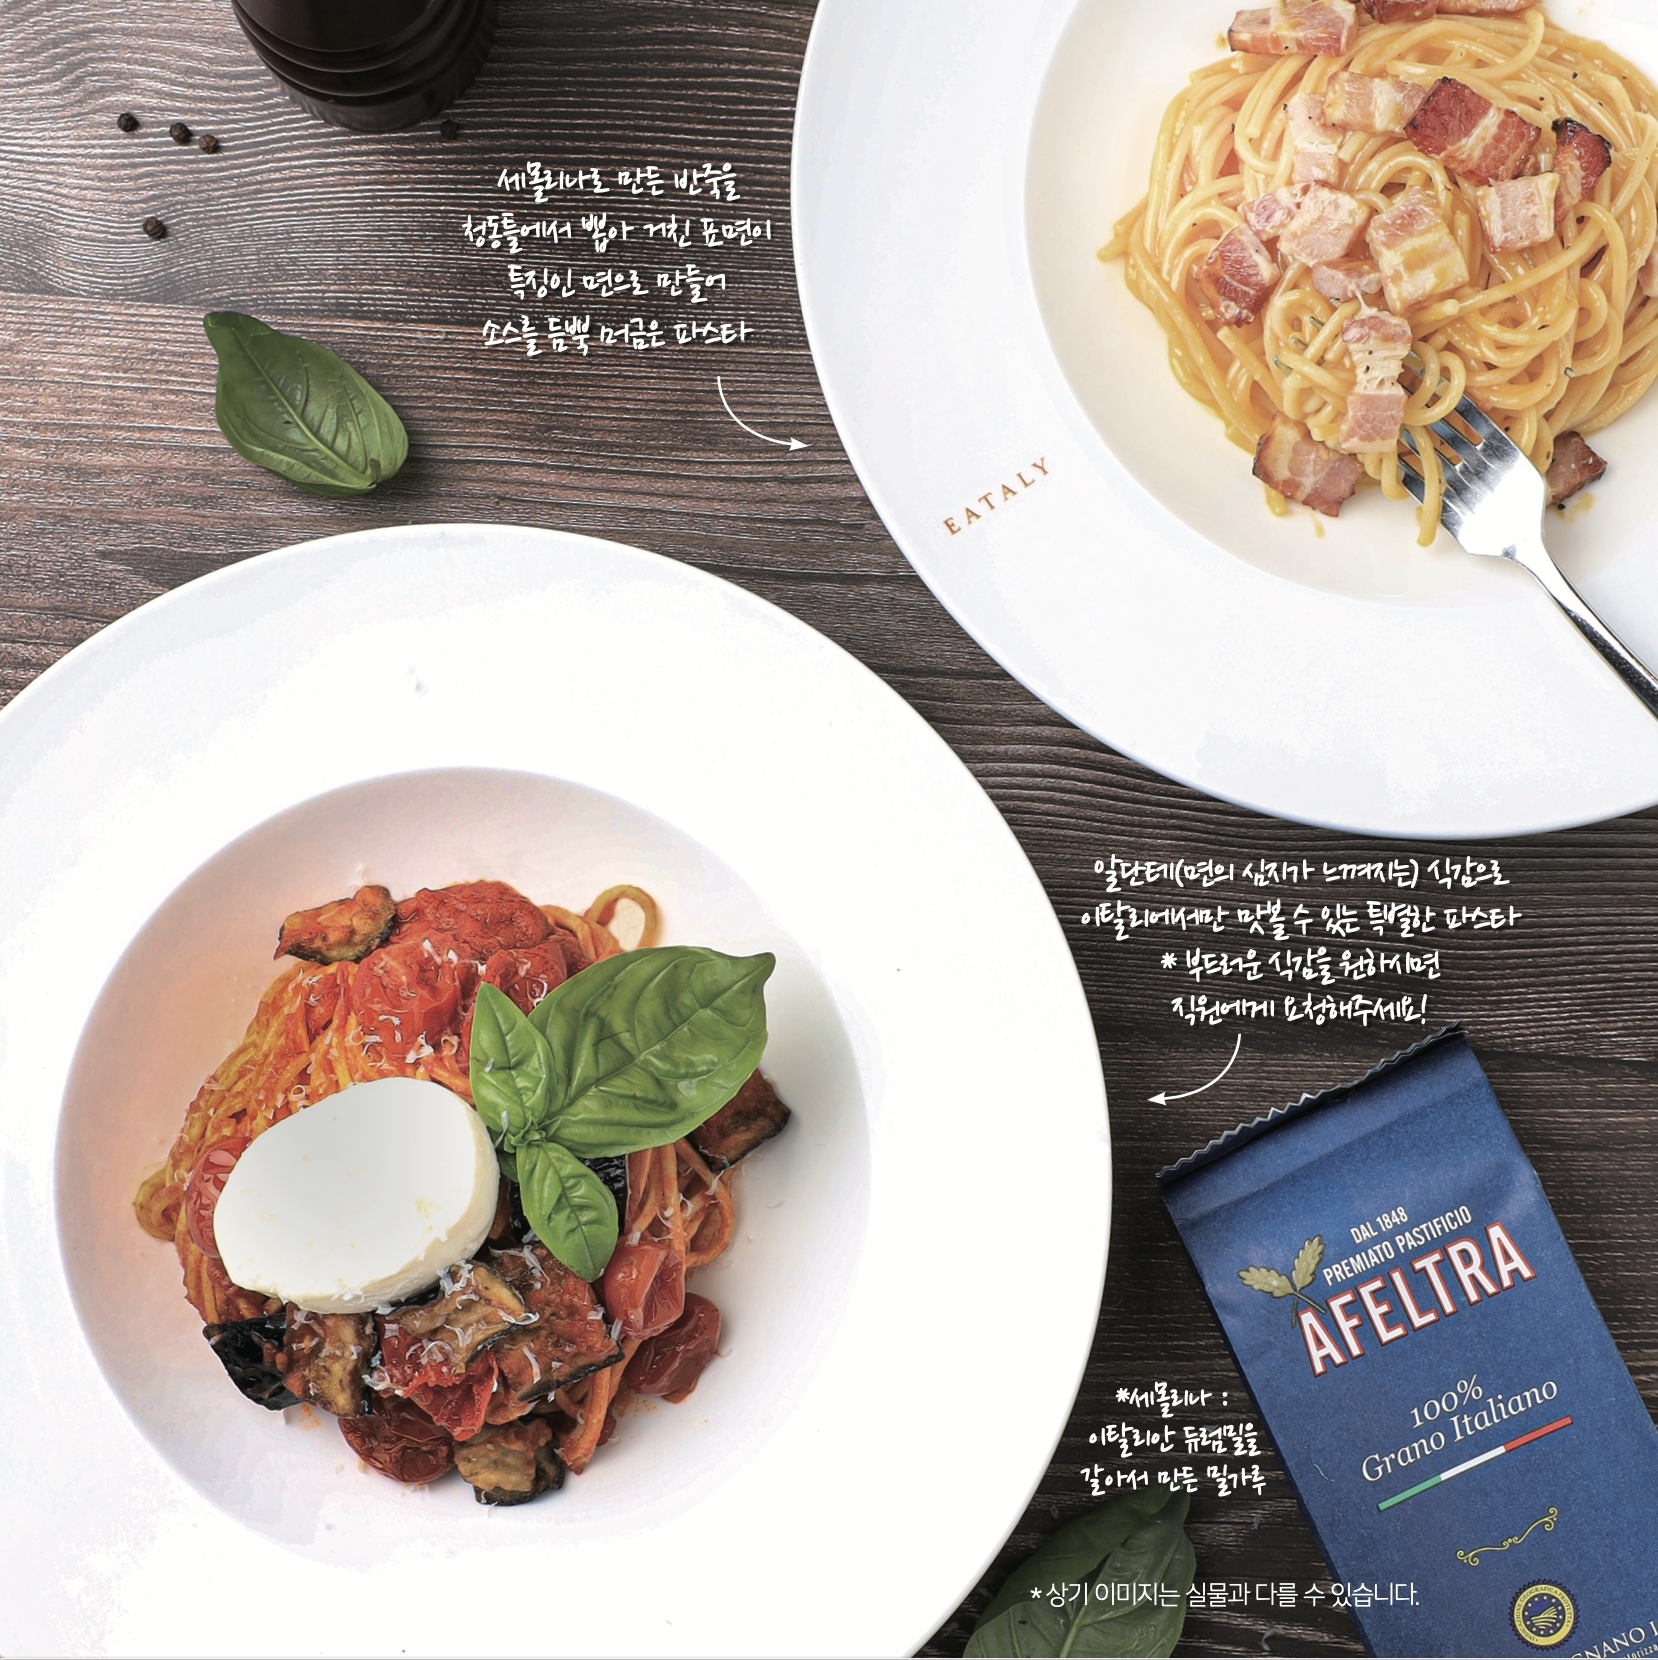 세몰리나로 만든 반죽을
청동틀에서 뽑아 거친 표면이
특징인 면으로 만들어
소스를 듬뿍 머금은 파스타
EATALY
알단테(면의 심지가 느껴지는) 식감으로
이탈리에서만 맛볼 수 있는 특별한 파스타
* 부드러운 식감을 원하시면
직원에게 요청해주세요!
DAL 1848
PREMIATO PASTIFICIO
AFELTRA
100%
Grano Italiano
*세몰리나 :
이탈리안 듀럼밀을
갈아서 만든 밀가루
* 상기 이미지는 실물과 다를 수 있습니다.